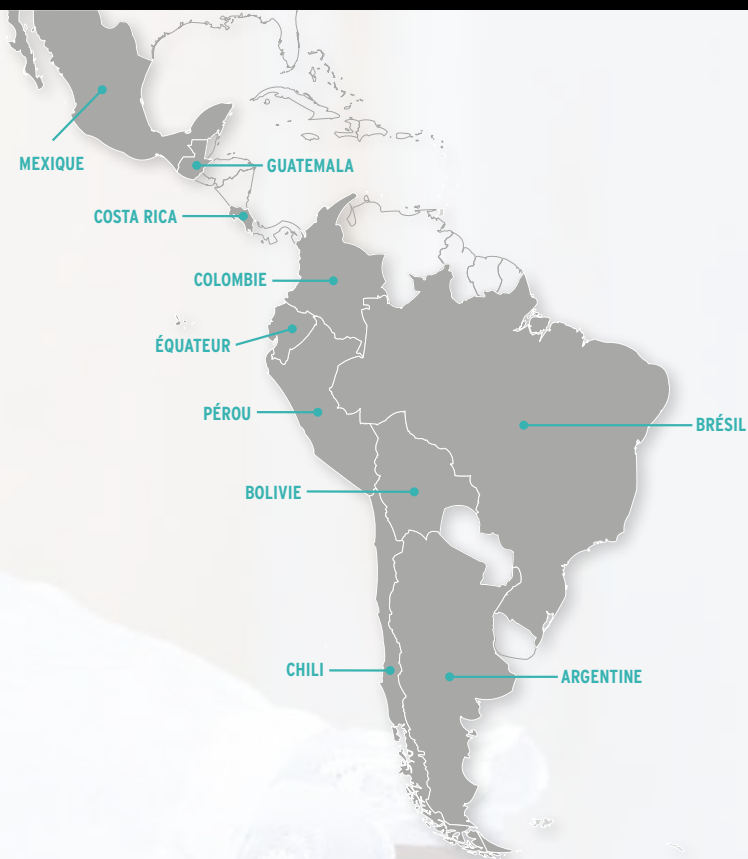 MEXIQUE
GUATEMALA
COSTA RICA
COLOMBIE
ÉQUATEUR
PÉROU
BRÉSIL
BOLIVIE
CHILI
ARGENTINE